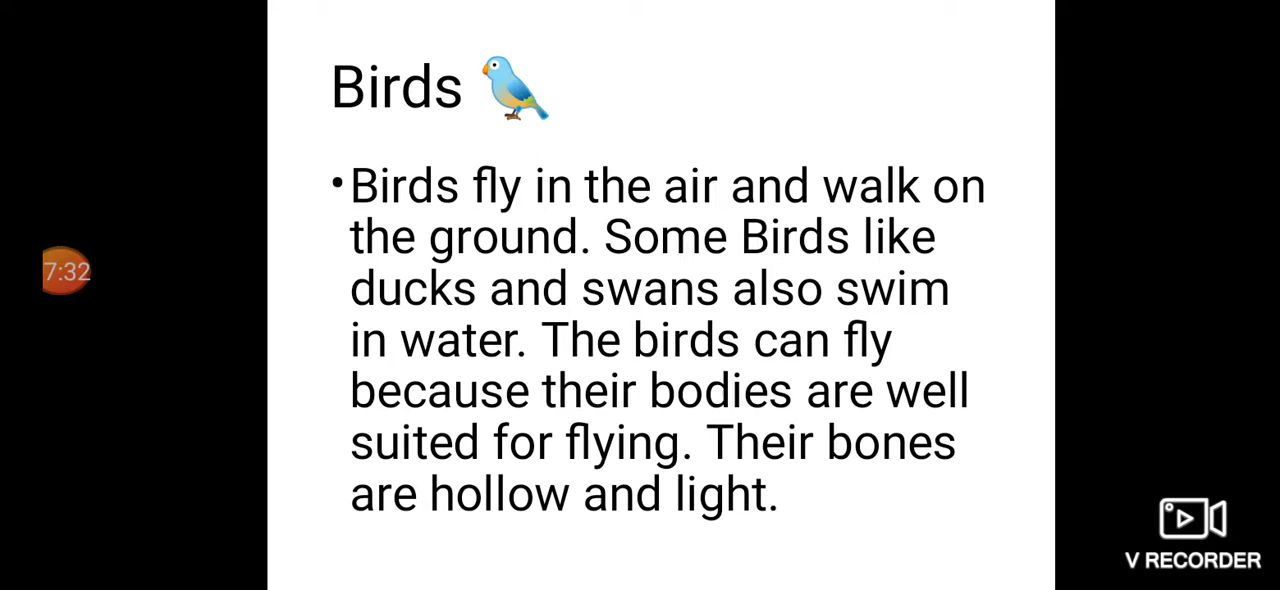 Birds 🐦
•Birds fly in the air and walk on
the ground. Some Birds like
ducks and swans also swim
in water. The birds can fly
because their bodies are well
suited for flying. Their bones
are hollow and light.
7:32
V RECORDER